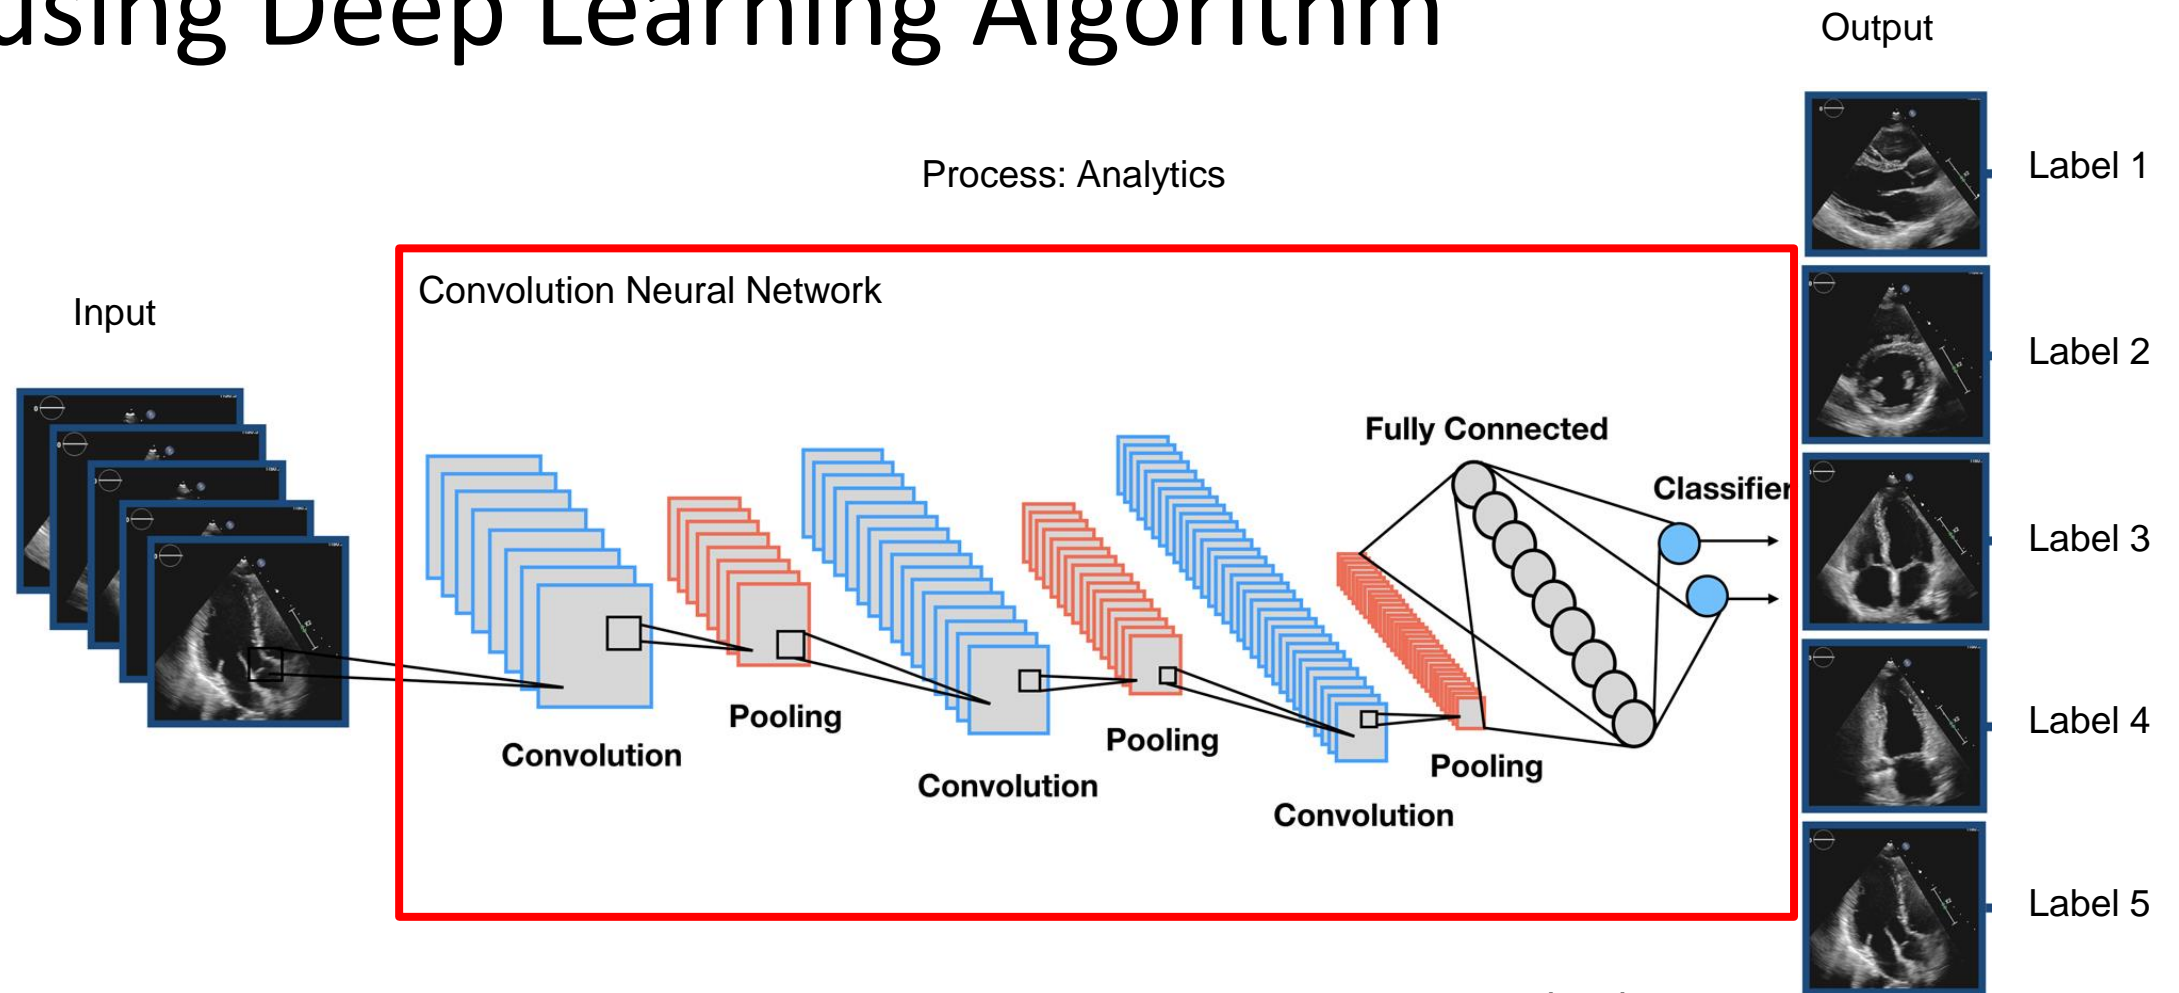 using Deep Learning Algorithm
Output
Process: Analytics
Label 1
Convolution Neural Network
Input
Label 2
Fully Connected
Classifier
Label 3
Pooling
Pooling
Convolution
Pooling
Convolution
Convolution
Label 4
Label 5